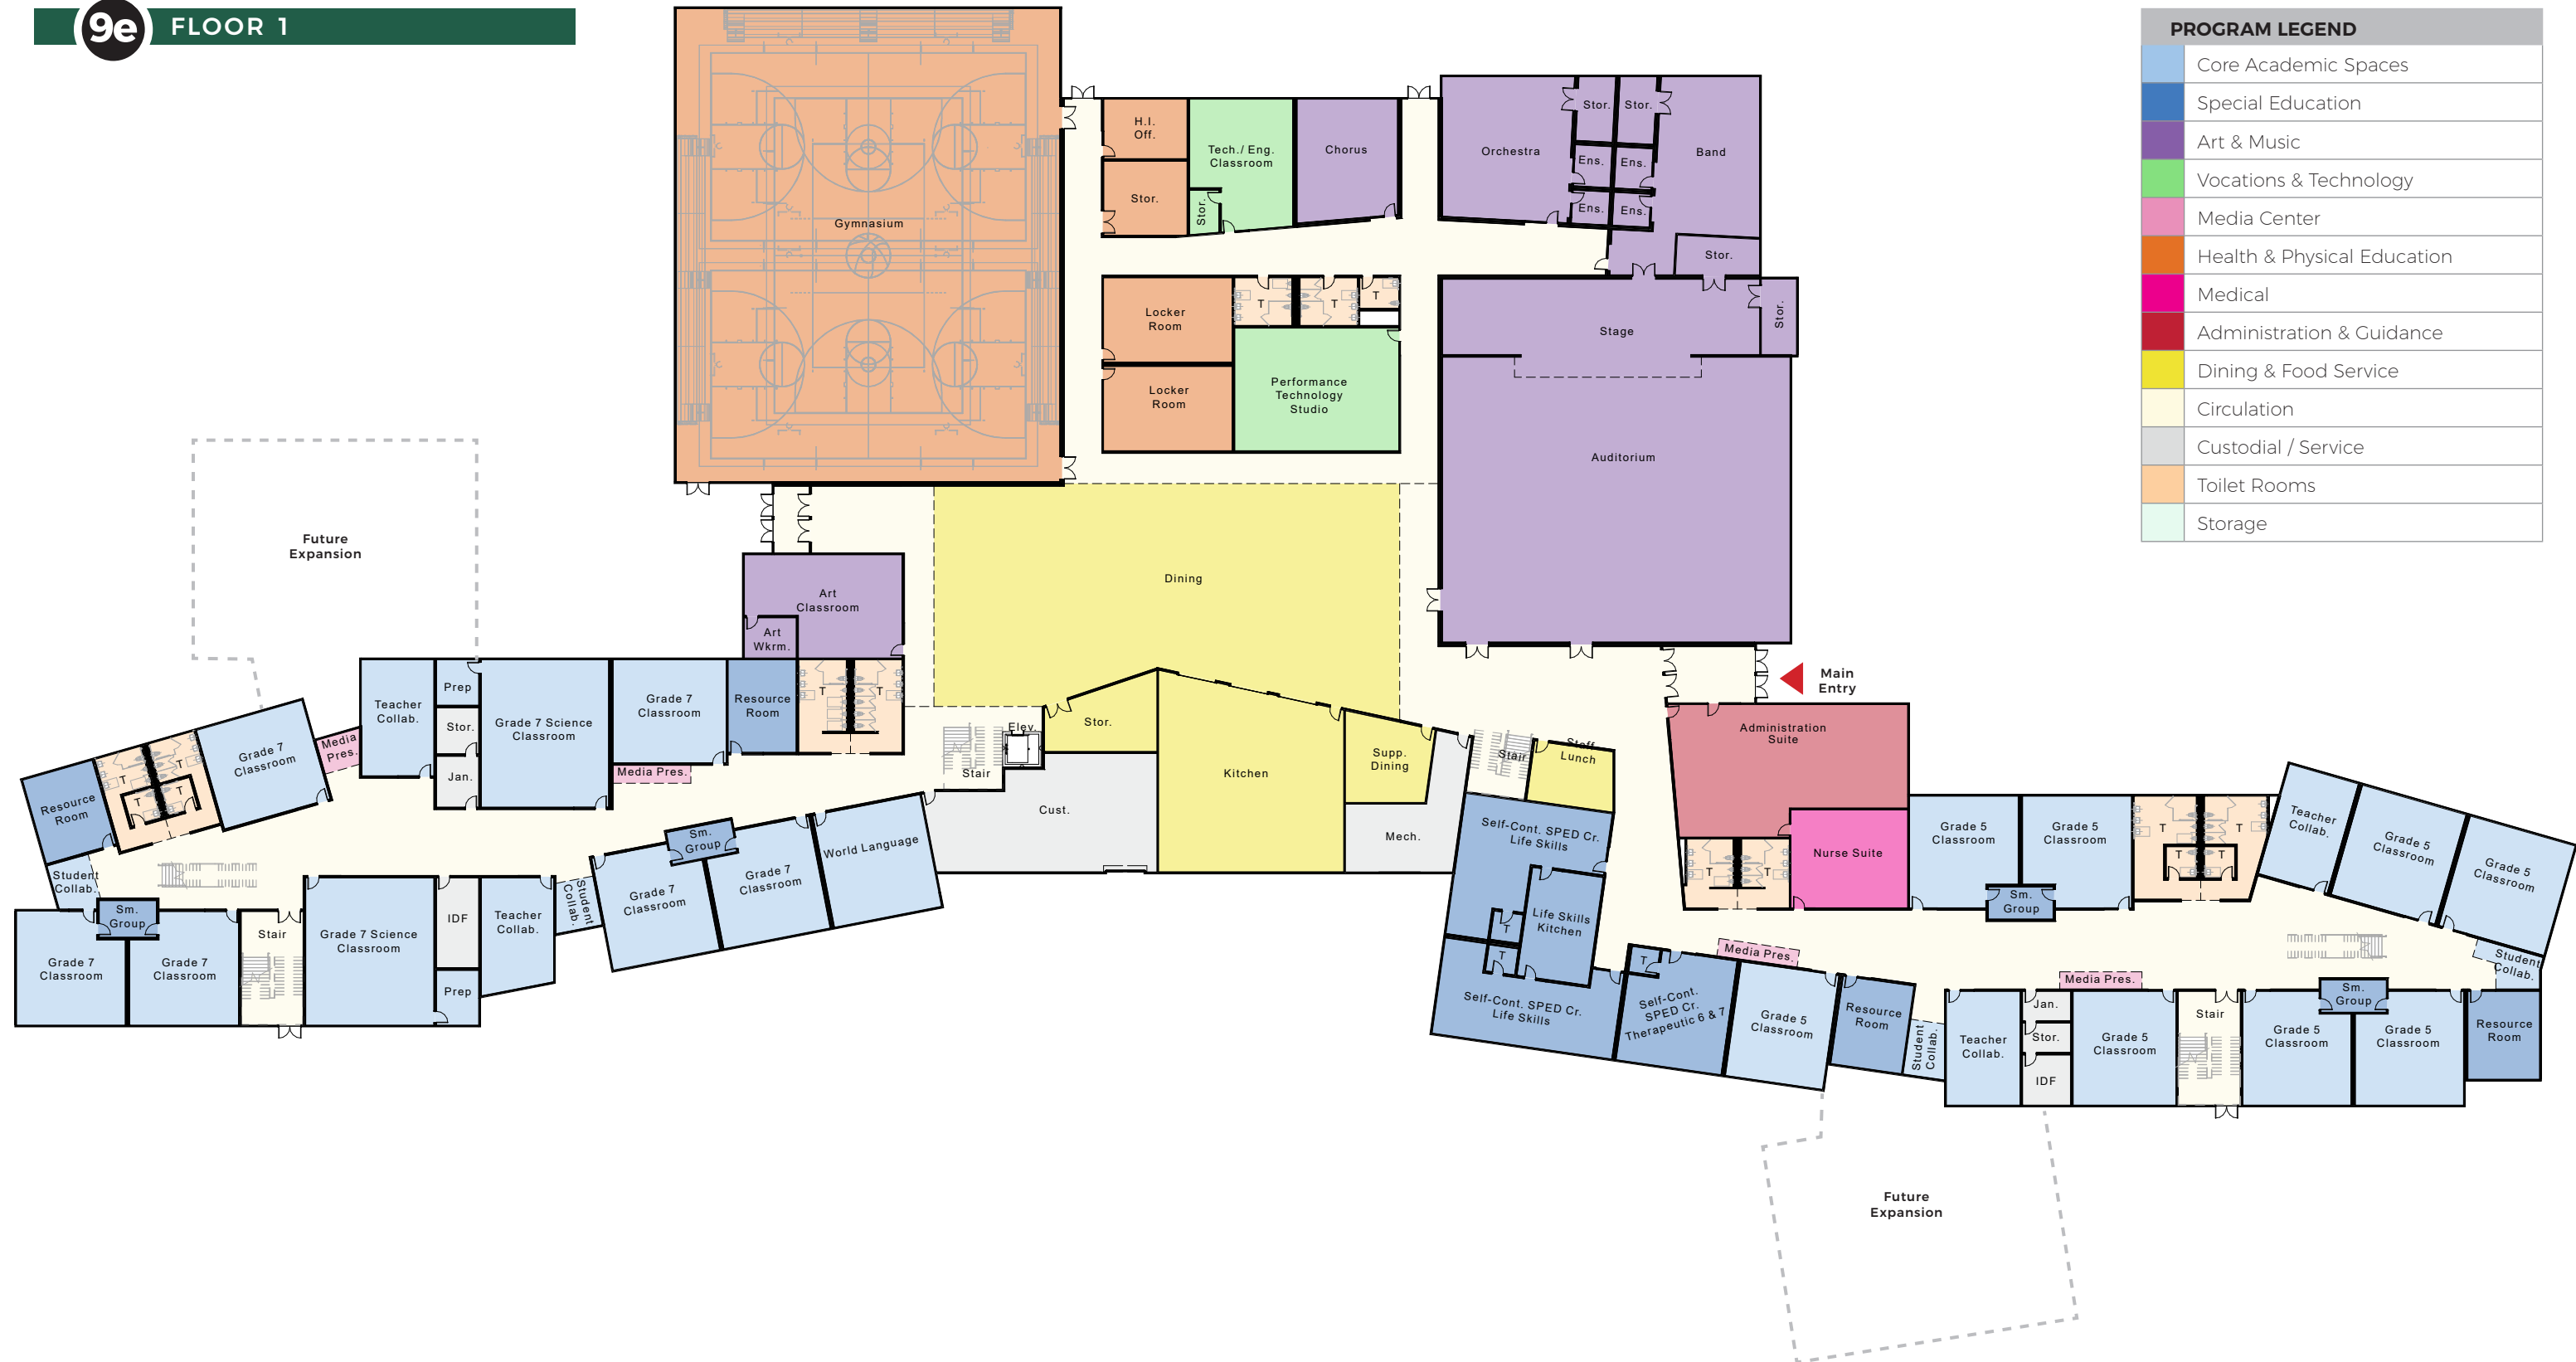 9e FLOOR 1
PROGRAM LEGEND
Core Academic Spaces
Special Education
Art & Music
Vocations & Technology
Media Center
Health & Physical Education
Medical
Administration & Guidance
Dining & Food Service
Circulation
Custodial / Service
Toilet Rooms
Storage
Gymnasium
H.I.
Off.
Stor.
Tech./ Eng.
Classroom
Stor.
Chorus
Orchestra
Stor.
Stor.
Ens.
Ens.
Ens.
Ens.
Band
Stor.
Locker
Room
Locker
Room
T
T
T
Performance
Technology
Studio
Stage
Stor.
Auditorium
Future
Expansion
Dining
Art
Classroom
Art
Wkrm.
Main
Entry
Teacher
Collab.
Prep
Stor.
Jan.
Grade 7 Science
Classroom
Grade 7
Classroom
Media Pres.
Resource
Room
T
T
Stair
Elev.
Stor.
Kitchen
Supp.
Dining
Cust.
Mech.
Stair
Staff
Lunch
Administration
Suite
Nurse Suite
T
T
Resource
Room
T
T
T
T
Grade 7
Classroom
Media
Pres.
Student
Collab.
Sm.
Group
Grade 7
Classroom
Grade 7
Classroom
Stair
Grade 7 Science
Classroom
IDF
Prep
Teacher
Collab.
Student
Collab.
Grade 7
Classroom
Sm.
Group
Grade 7
Classroom
World Language
Self-Cont. SPED Cr.
Life Skills
Life Skills
Kitchen
T
T
Self-Cont. SPED Cr.
Life Skills
T
Self-Cont.
SPED Cr.
Therapeutic 6 & 7
Media Pres.
Grade 5
Classroom
Resource
Room
Student
Collab.
Grade 5
Classroom
Grade 5
Classroom
Sm.
Group
T
T
T
T
Teacher
Collab.
Grade 5
Classroom
Grade 5
Classroom
Student
Collab.
Media Pres.
Teacher
Collab.
Jan.
Stor.
IDF
Grade 5
Classroom
Stair
Grade 5
Classroom
Sm.
Group
Grade 5
Classroom
Resource
Room
Future
Expansion